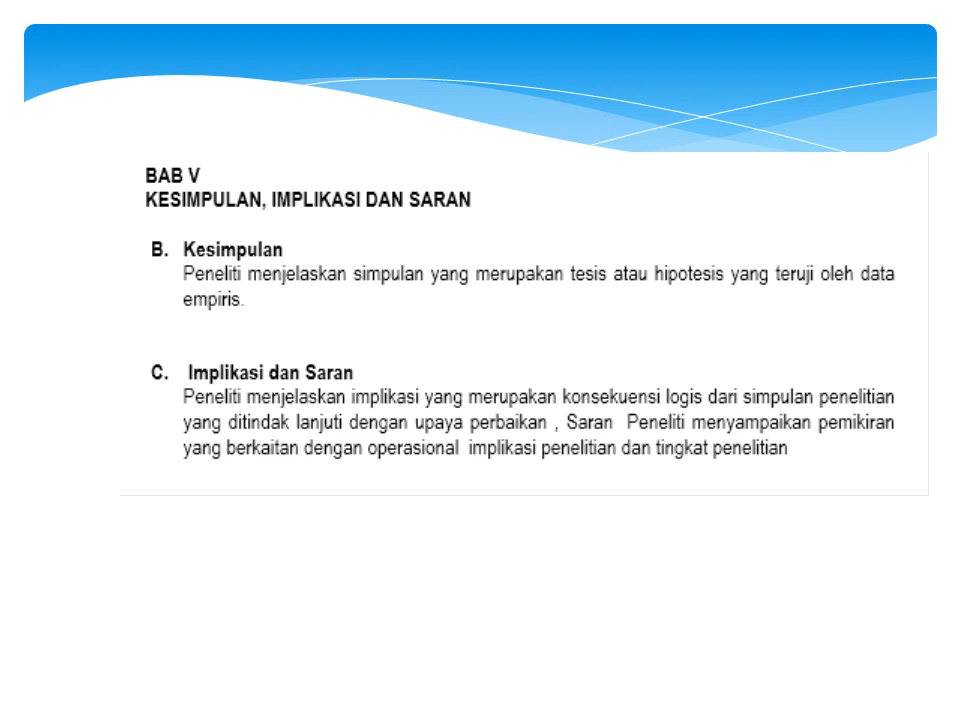 BAB V
KESIMPULAN, IMPLIKASI DAN SARAN
B. Kesimpulan
Peneliti menjelaskan simpulan yang merupakan tesis atau hipotesis yang teruji oleh data
empiris.
C. Implikasi dan Saran
Peneliti menjelaskan implikasi yang merupakan konsekuensi logis dari simpulan penelitian
yang ditindak lanjuti dengan upaya perbaikan , Saran Peneliti menyampaikan pemikiran
yang berkaitan dengan operasional implikasi penelitian dan tingkat penelitian